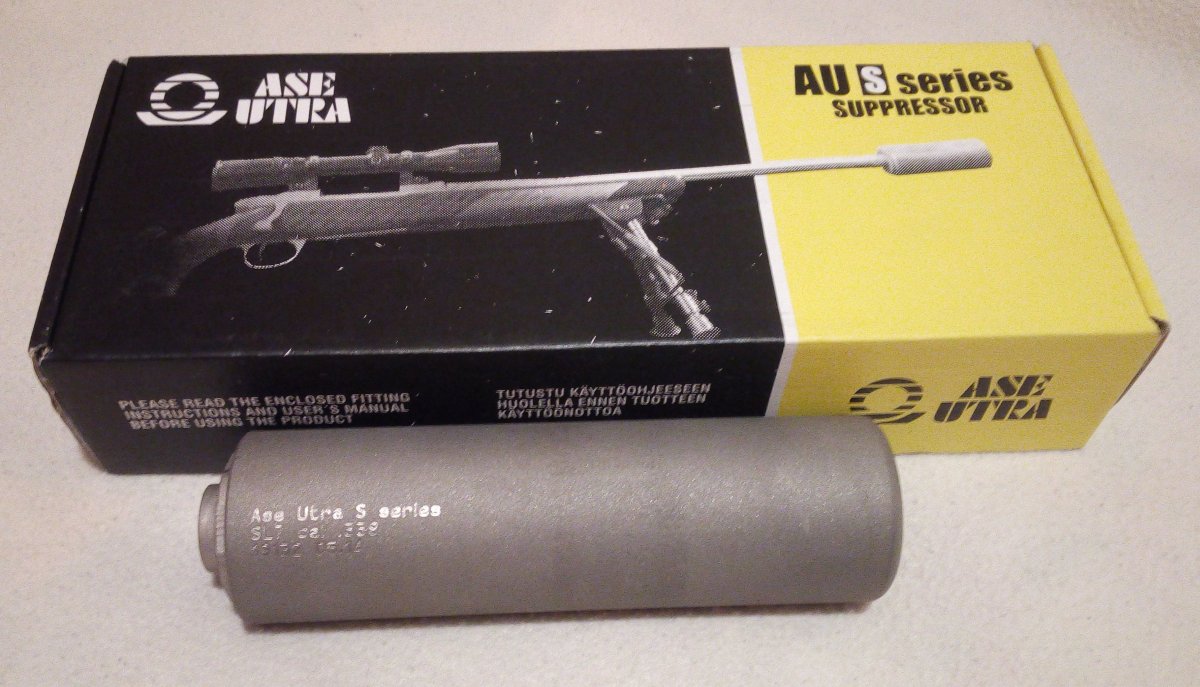 ASE
UTRA
AU S series
SUPPRESSOR
PLEASE READ THE ENCLOSED FITTING
INSTRUCTIONS AND USER'S MANUAL
BEFORE USING THE PRODUCT
TUTUSTU KÄYTTÖOHJEESEEN
HUOLELLA ENNEN TUOTTEEN
KÄYTTÖÖNOTTOA
ASE
UTRA
Ase Utra S series